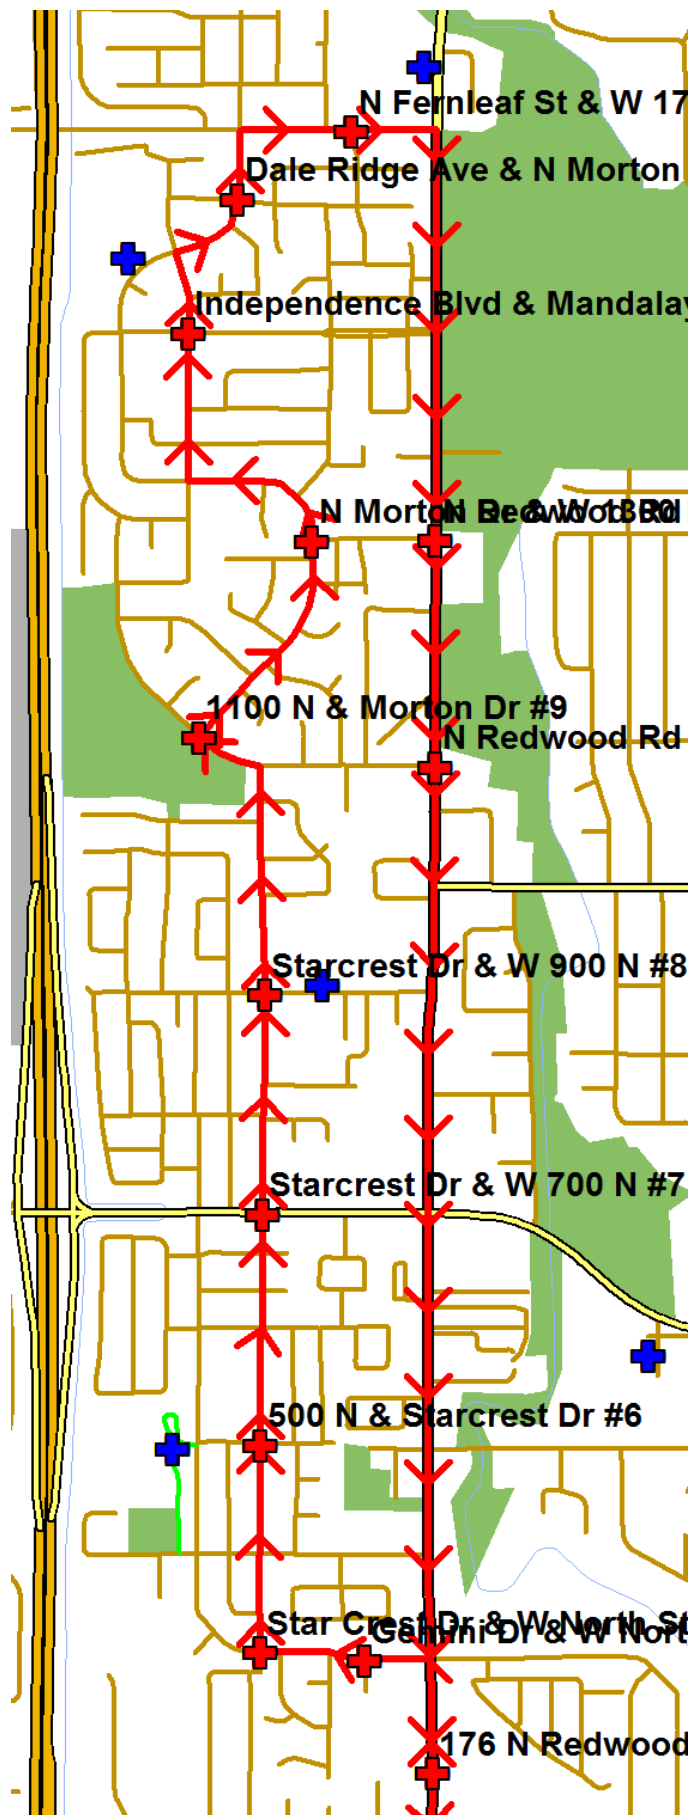 N Fernleaf St & W 17
Dale Ridge Ave & N Morton
Independence Blvd & Mandalay
N Morton Dr & W 1300
N Redwood Rd
1100 N & Morton Dr #9
N Redwood Rd
Starcrest Dr & W 900 N #8
Starcrest Dr & W 700 N #7
500 N & Starcrest Dr #6
Star Crest Dr & W North St
Gemini Dr & W Nort
176 N Redwood